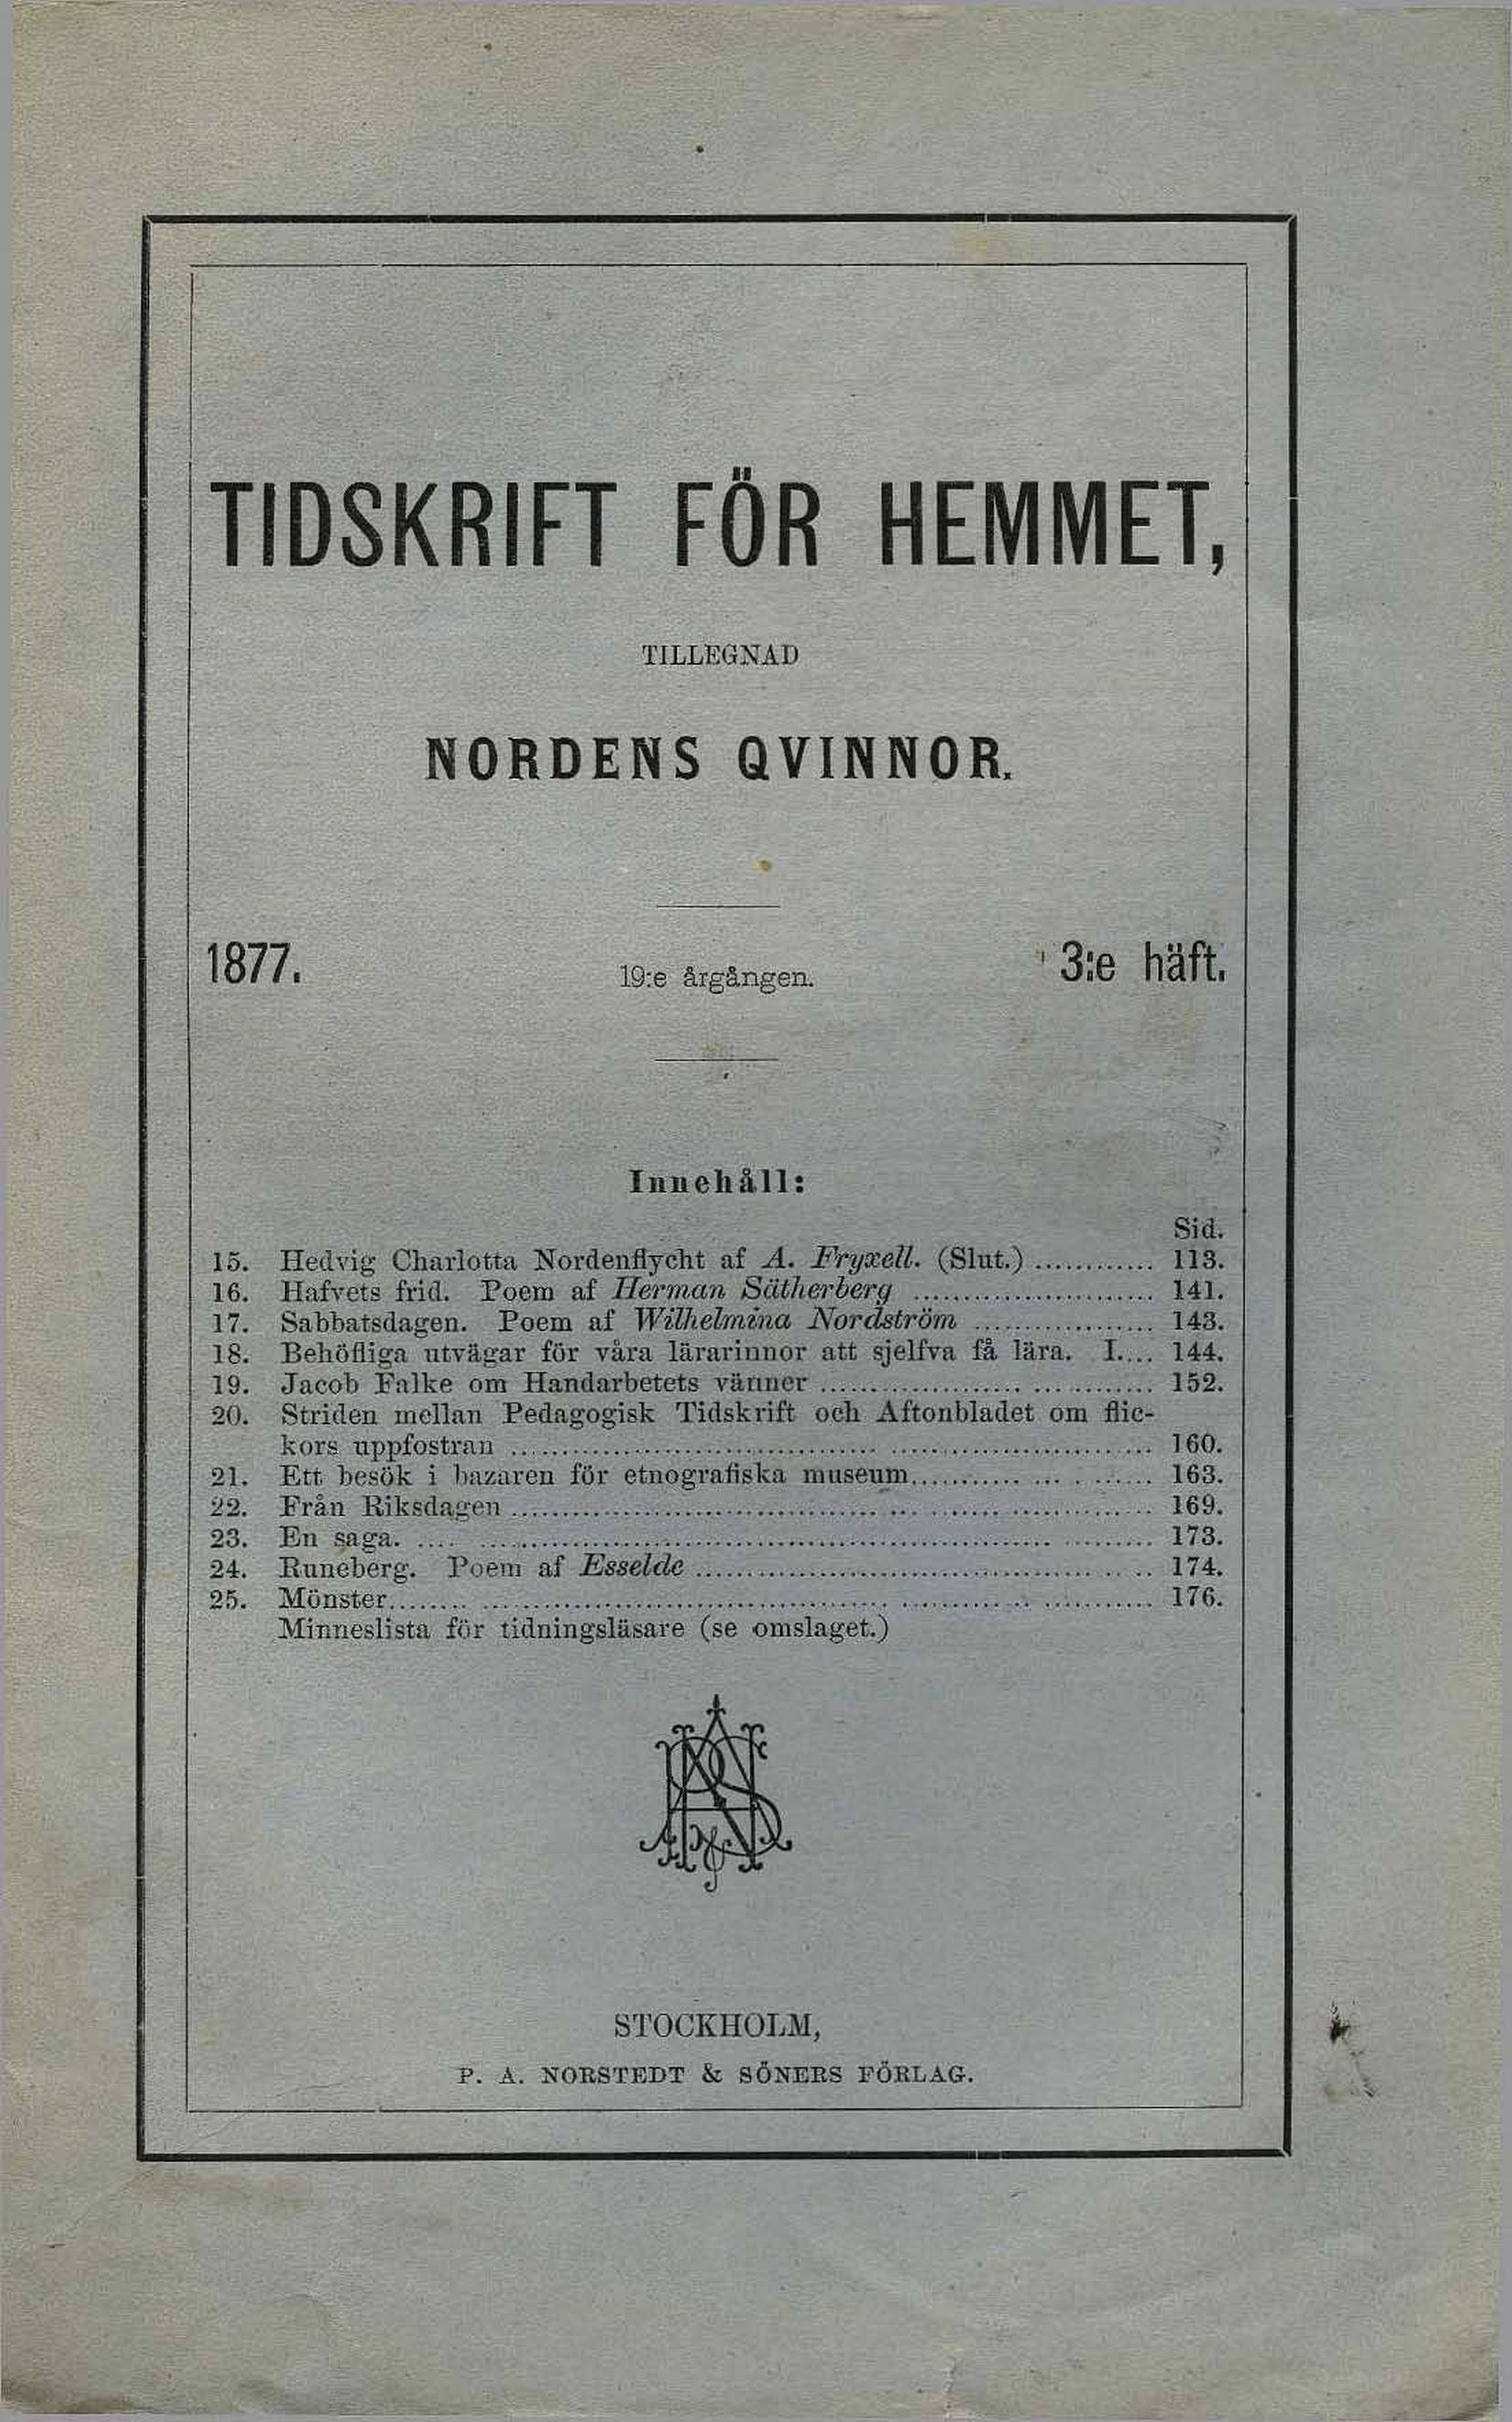 TIDSKRIFT FÖR HEMMET,
TILLEGNAD
NORDENS QVINNOR.
1877. 19:e årgången. 3:e häft.
Innehåll:
Sid.
15. Hedvig Charlotta Nordenflycht af A. Fryxell. (Slut.) ............ 113.
16. Hafvets frid. Poem af Herman Sätherberg ........................ 141.
17. Sabbatsdagen. Poem af Wilhelmina Nordström .................. 143.
18. Behöfliga utvägar för våra lärarinnor att sjelfva få lära. I.... 144.
19. Jacob Falke om Handarbetets vänner ................................. 152.
20. Striden mellan Pedagogisk Tidskrift och Aftonbladet om flic-
kors uppfostran ................................................................ 160.
21. Ett besök i bazaren för etnografiska museum........................ 163.
22. Från Riksdagen ................................................................ 169.
23. En saga. .......................................................................... 173.
24. Runeberg. Poem af Esselde .............................................. 174.
25. Mönster............................................................................ 176.
Minneslista för tidningsläsare (se omslaget.)
PAN&S
STOCKHOLM,
P. A. NORSTEDT & SÖNERS FÖRLAG.